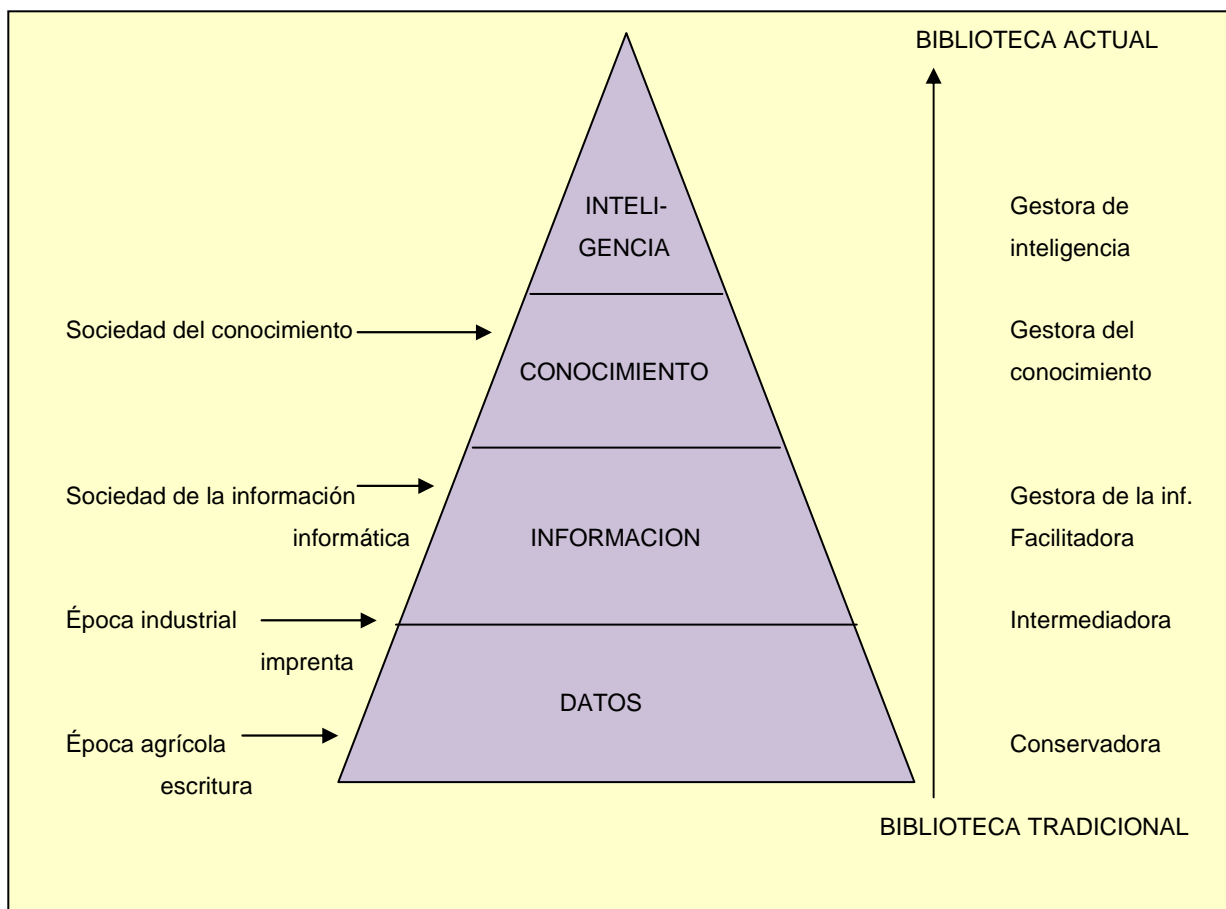 BIBLIOTECA ACTUAL
INTELI-
GENCIA
Gestora de
inteligencia
Sociedad del conocimiento
CONOCIMIENTO
Gestora del
conocimiento
Sociedad de la información
informática
INFORMACION
Gestora de la inf.
Facilitadora
Época industrial
imprenta
Intermediadora
DATOS
Época agrícola
escritura
Conservadora
BIBLIOTECA TRADICIONAL